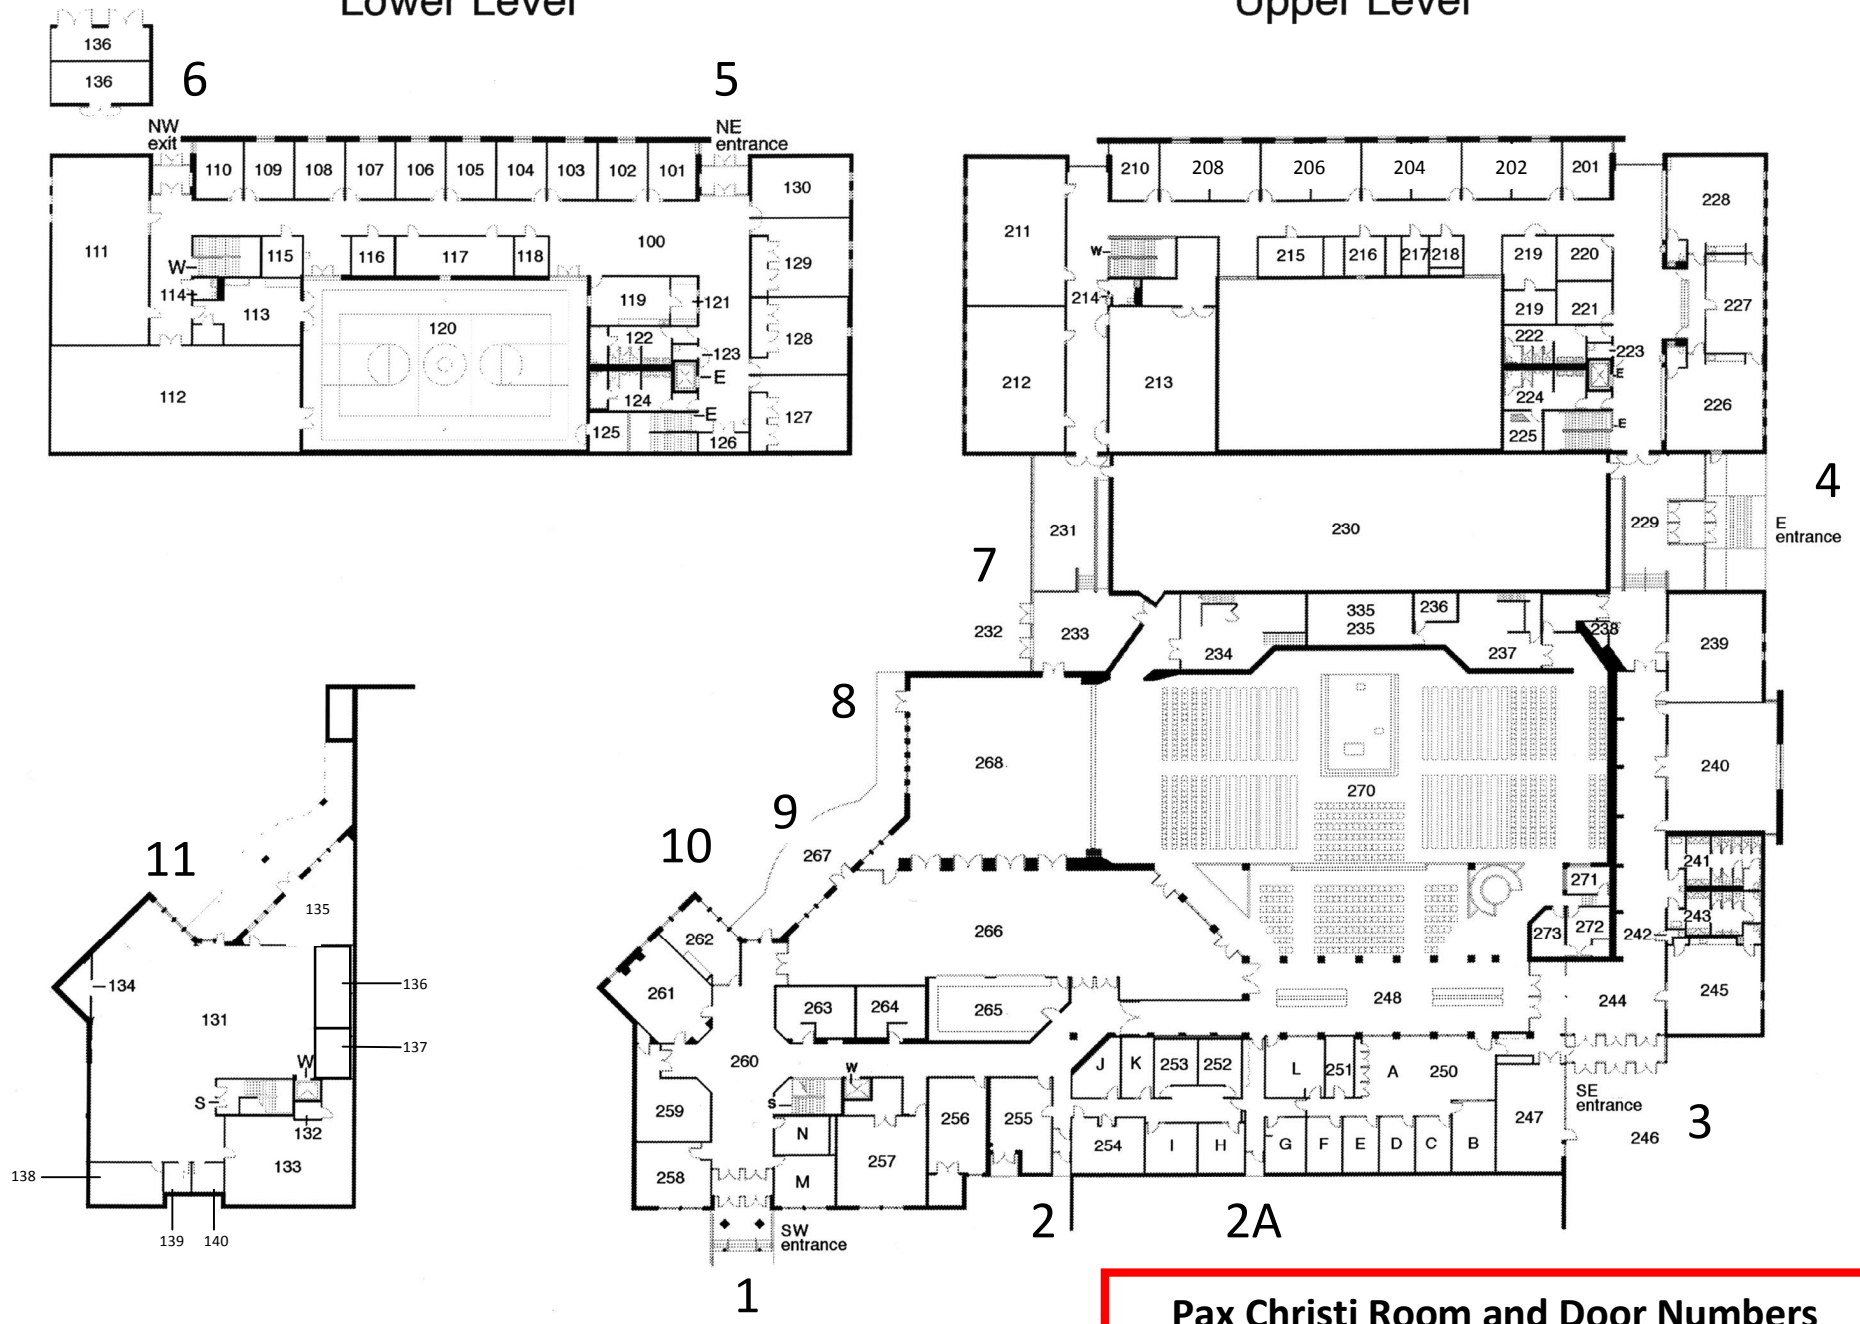 Lower Level
Upper Level
136
136
6
5
NW
exit
NE
entrance
110 109 108 107 106 105 104 103 102 101
130
111
100
W
115
116
117
118
129
114
113
119
121
120
122
128
123
E
112
124
E
125
126
127
210
208
206
204
202
201
228
211
W
215
216
217
218
219
220
214
219
221
227
222
223
E
212
213
224
226
225
E
4
231
230
229
E
entrance
7
232
233
234
335
235
236
237
238
239
8
268
270
240
9
267
10
271
241
262
266
273
272
243
242
261
263
264
265
248
244
245
260
W
J
K
253
252
L
251
A
250
SE
entrance
259
S
256
255
247
246
3
N
254
I
H
G
F
E
D
C
B
258
M
257
2
2A
SW
entrance
1
11
135
134
136
131
137
W
S
132
133
138
139
140
Pax Christi Room and Door Numbers